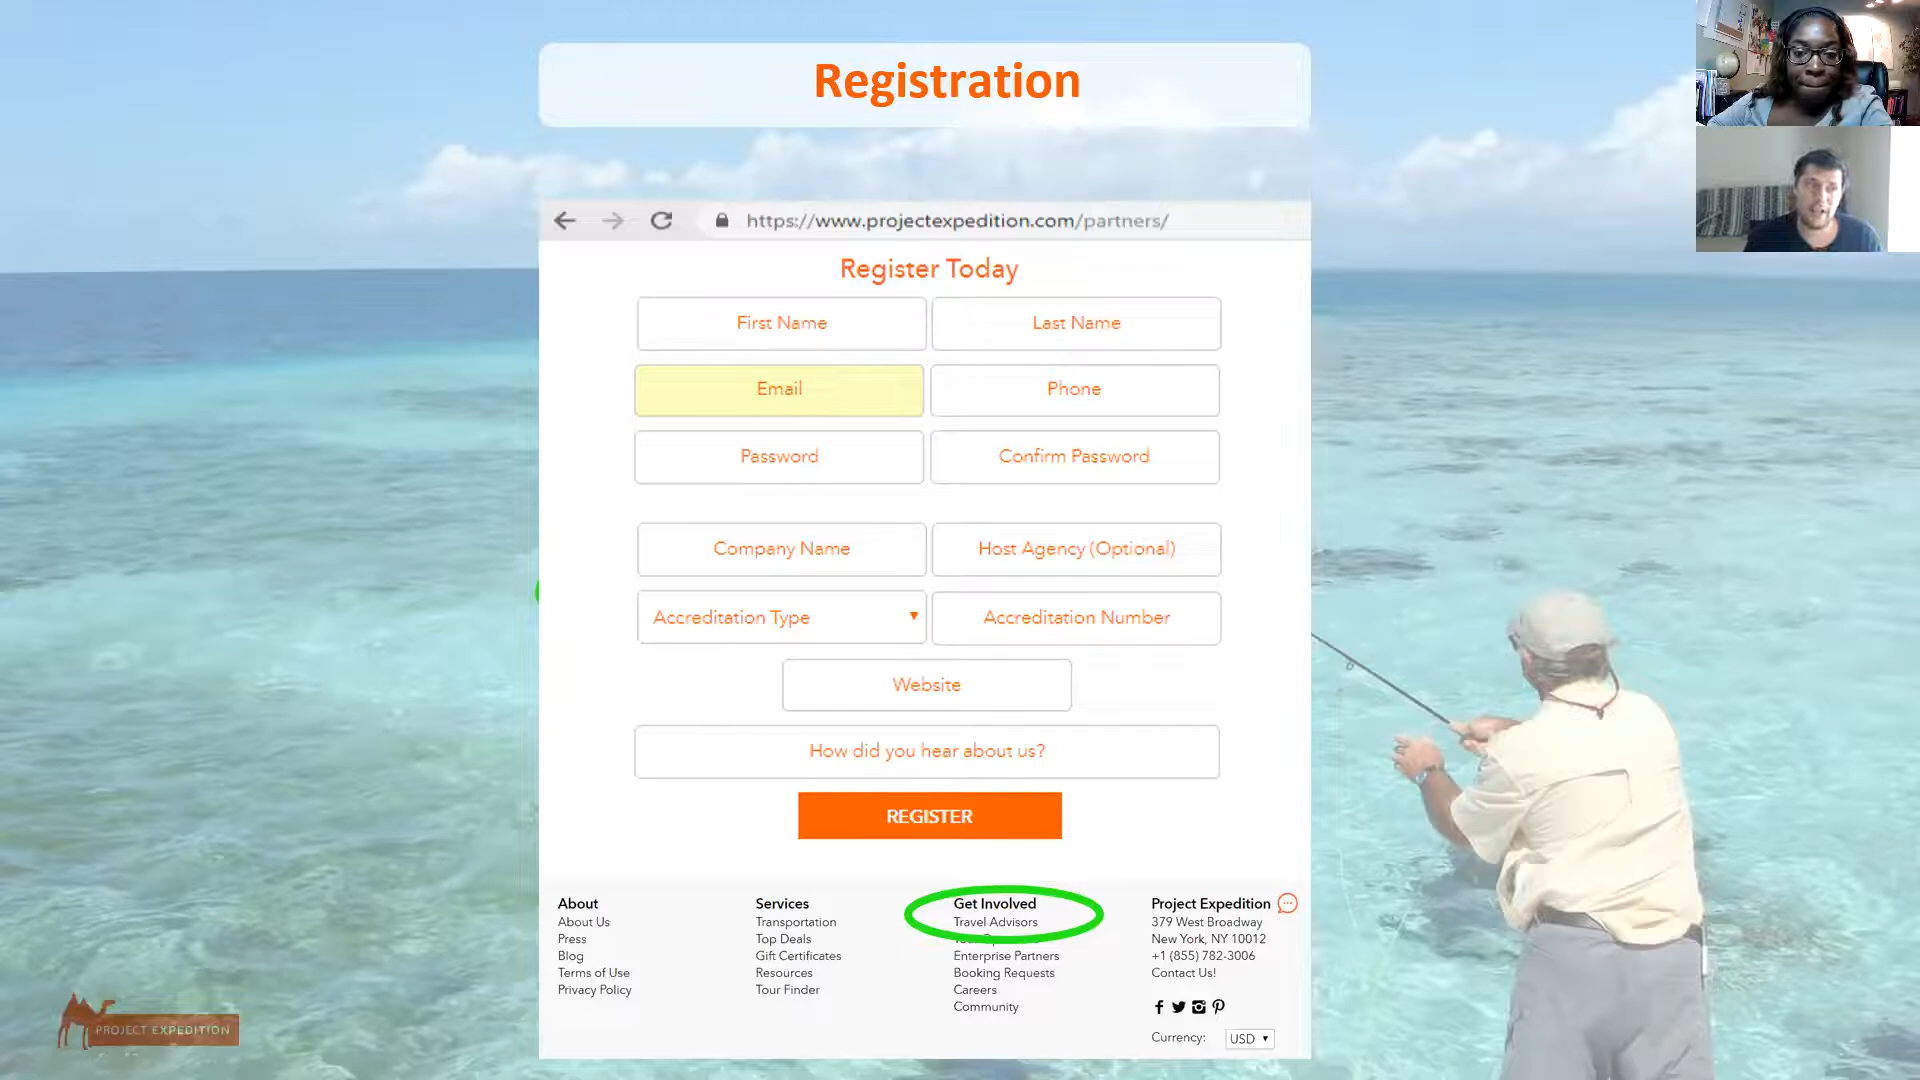 Registration
https://www.projectexpedition.com/partners/
Register Today
First Name
Last Name
Email
Phone
Password
Confirm Password
Company Name
Host Agency (Optional)
Accreditation Type
Accreditation Number
Website
How did you hear about us?
REGISTER
About
About Us
Press
Blog
Terms of Use
Privacy Policy
Services
Transportation
Top Deals
Gift Certificates
Resources
Tour Finder
Get Involved
Travel Advisors
Enterprise Partners
Booking Requests
Careers
Community
Project Expedition
379 West Broadway
New York, NY 10012
+1 (855) 782-3006
Contact Us!
Currency: USD
PROJECT EXPEDITION